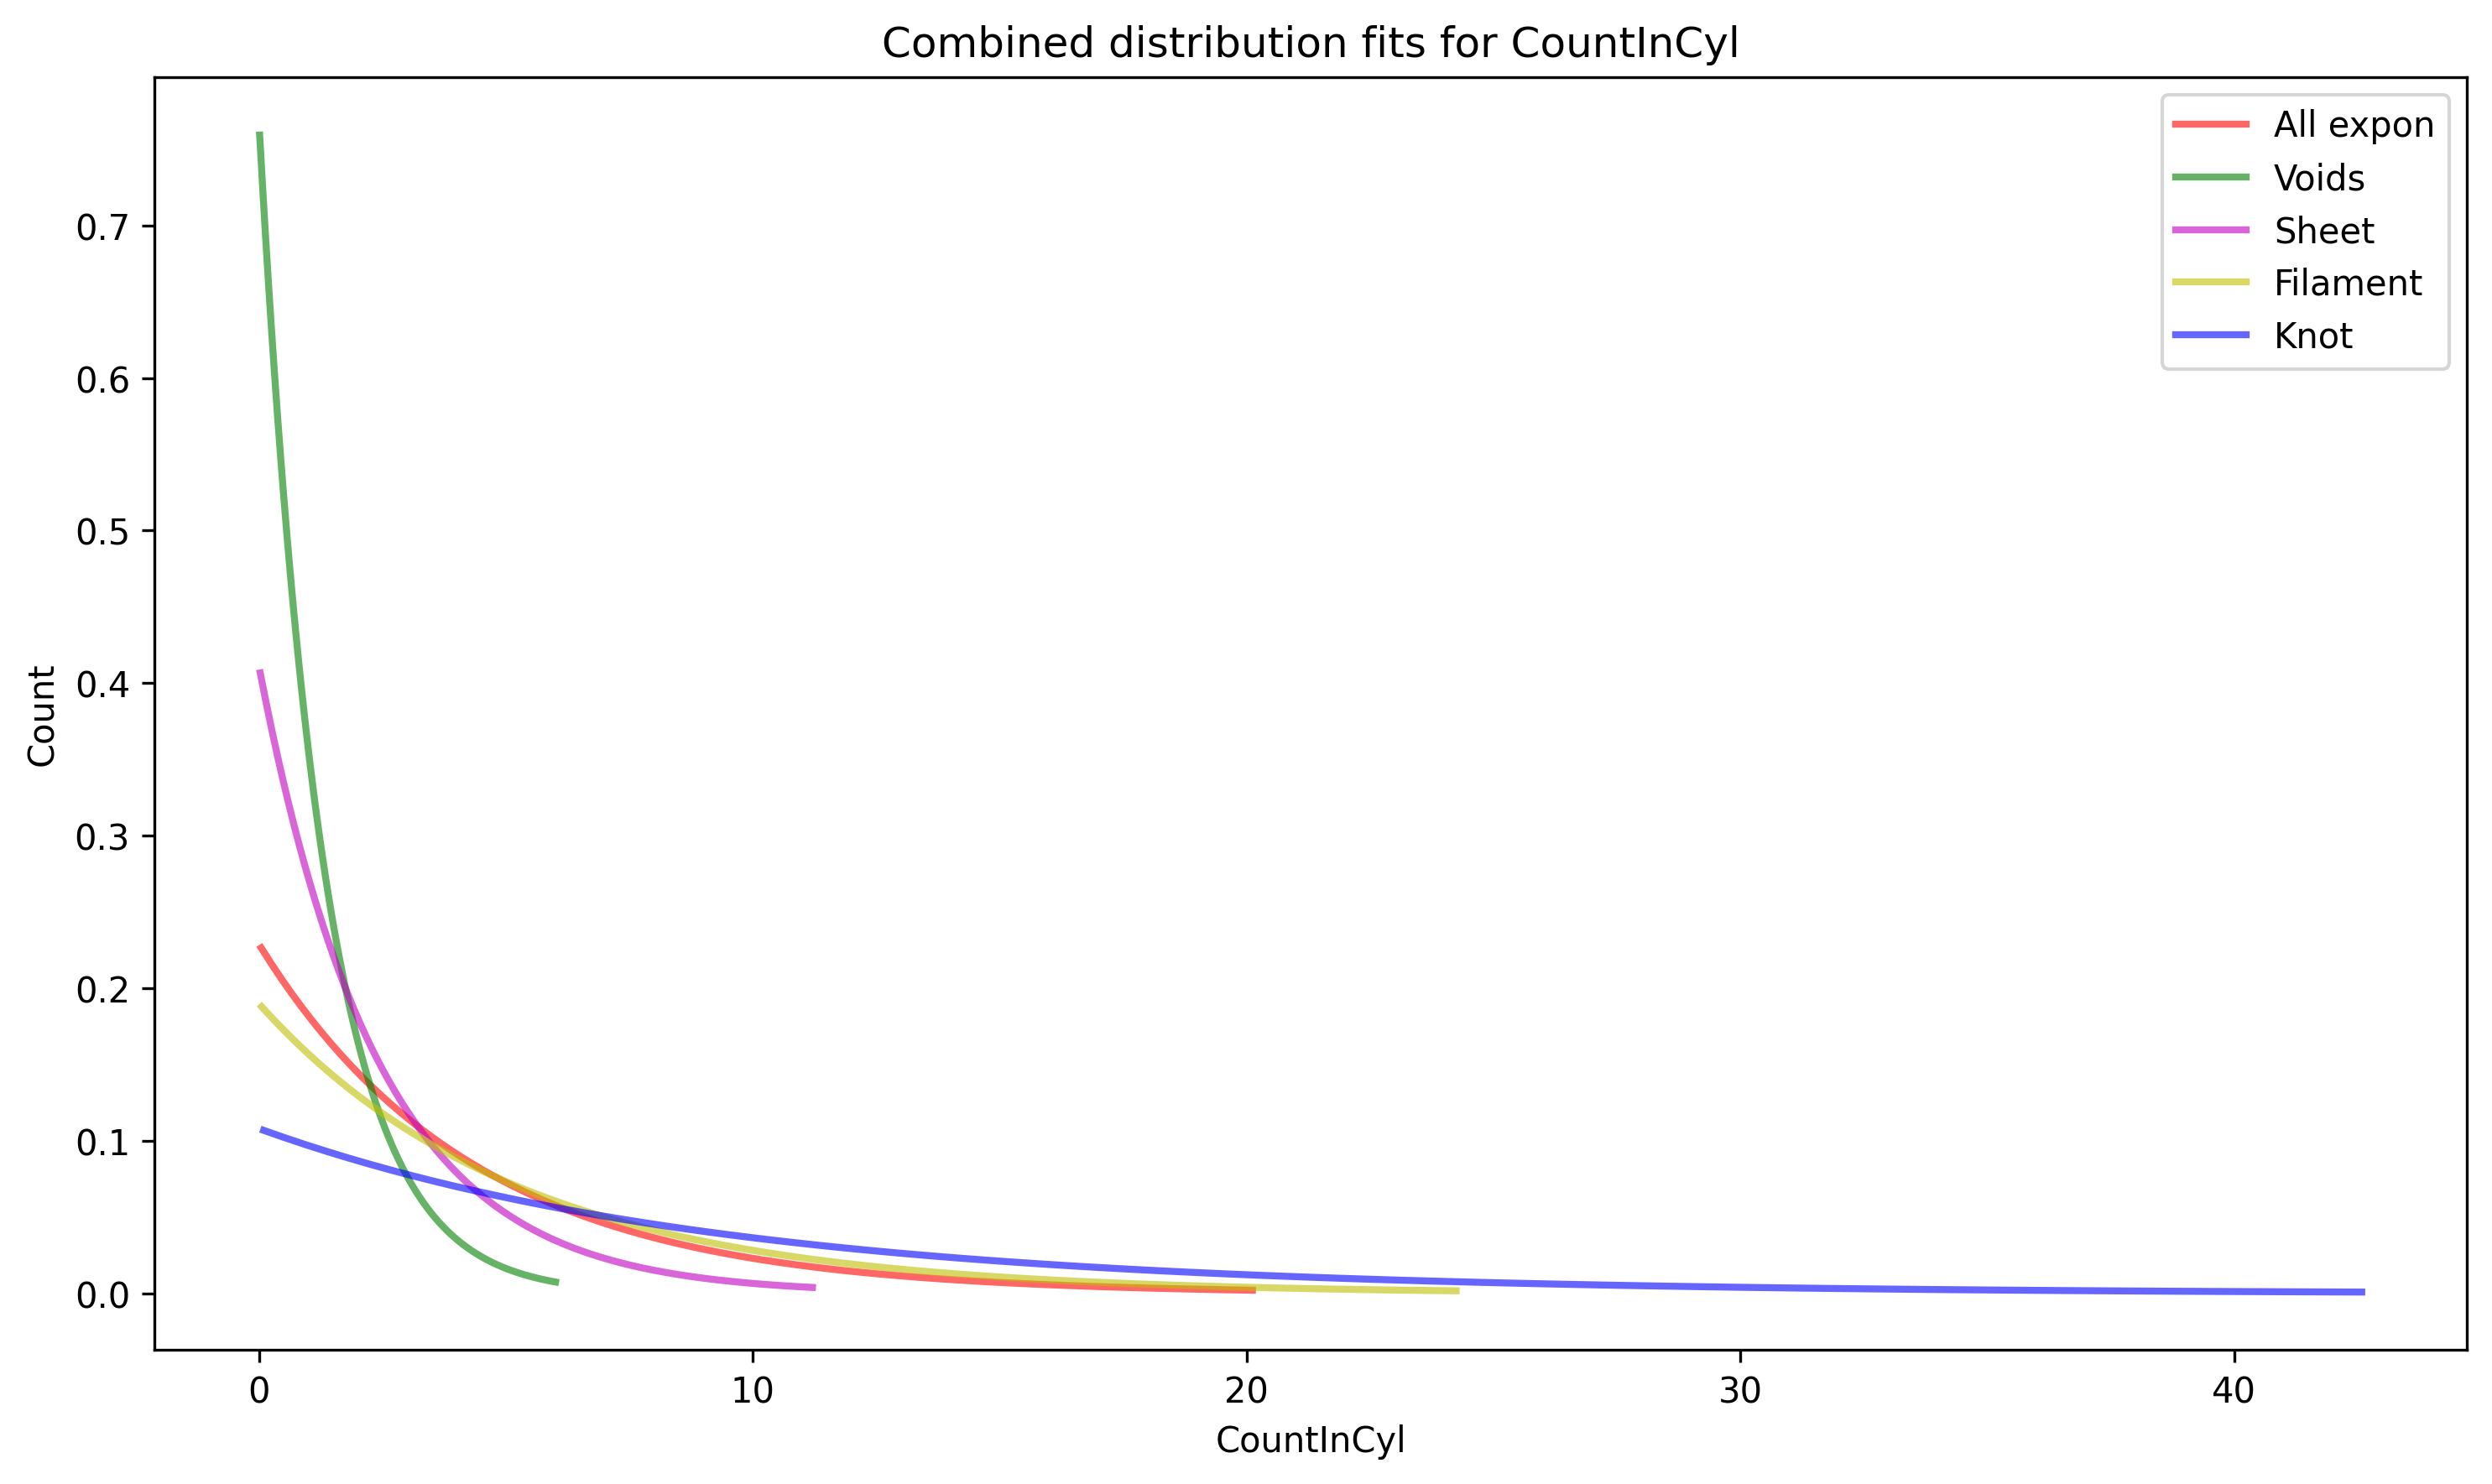 Combined distribution fits for CountInCyl
All expon
Voids
Sheet
Filament
Knot
Count
0.7
0.6
0.5
0.4
0.3
0.2
0.1
0.0
0 10 20 30 40
CountInCyl